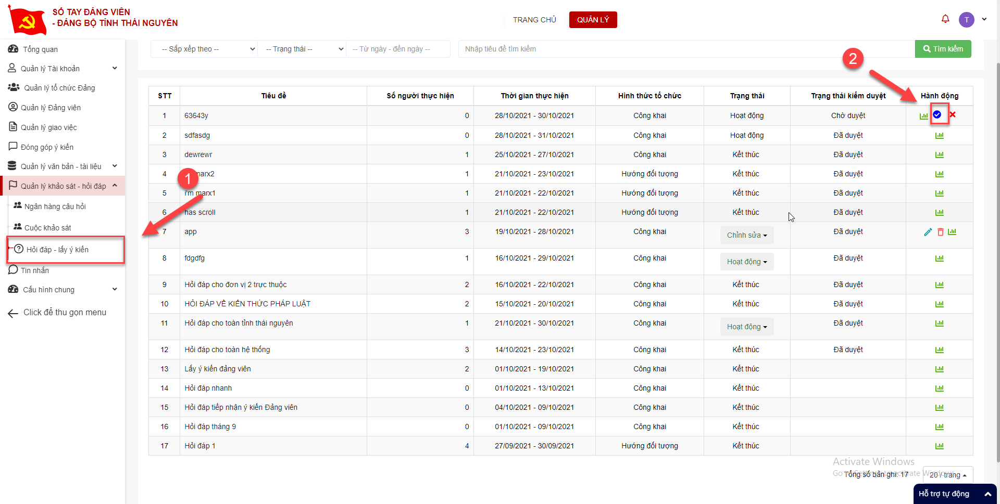 SỔ TAY ĐẢNG VIÊN
- ĐẢNG BỘ TỈNH THÁI NGUYÊN
TRANG CHỦ
QUẢN LÝ
T
Tổng quan
Quản lý Tài khoản
Quản lý tổ chức Đảng
Quản lý Đảng viên
Quản lý giao việc
Đóng góp ý kiến
Quản lý văn bản - tài liệu
Quản lý khảo sát - hỏi đáp
Ngân hàng câu hỏi
Cuộc khảo sát
Hỏi đáp - lấy ý kiến
Tin nhắn
Cấu hình chung
Click để thu gọn menu
1
-- Sắp xếp theo --
-- Trạng thái --
-- Từ ngày - đến ngày --
Nhập tiêu đề tìm kiếm
Tìm kiếm
2
STT Tiêu đề Số người thực hiện Thời gian thực hiện Hình thức tổ chức Trạng thái Trạng thái kiểm duyệt Hành động
1 63643y 0 28/10/2021 - 30/10/2021 Công khai Hoạt động Chờ duyệt
2 sdfasdg 0 28/10/2021 - 31/10/2021 Công khai Hoạt động Đã duyệt
3 dewrewr 1 25/10/2021 - 27/10/2021 Công khai Kết thúc Đã duyệt
4 marx2 1 21/10/2021 - 23/10/2021 Hướng đối tượng Kết thúc Đã duyệt
5 i'm marx1 1 21/10/2021 - 22/10/2021 Hướng đối tượng Kết thúc Đã duyệt
6 has scroll 1 21/10/2021 - 22/10/2021 Hướng đối tượng Kết thúc Đã duyệt
7 app 3 19/10/2021 - 28/10/2021 Công khai Chỉnh sửa Đã duyệt
8 fdgdfg 1 16/10/2021 - 29/10/2021 Công khai Hoạt động Đã duyệt
9 Hỏi đáp cho đơn vị 2 trực thuộc 2 16/10/2021 - 22/10/2021 Công khai Kết thúc Đã duyệt
10 HỎI ĐÁP VỀ KIẾN THỨC PHÁP LUẬT 2 15/10/2021 - 20/10/2021 Công khai Kết thúc Đã duyệt
11 Hỏi đáp cho toàn tỉnh thái nguyên 1 21/10/2021 - 30/10/2021 Công khai Hoạt động Đã duyệt
12 Hỏi đáp cho toàn hệ thống 3 14/10/2021 - 23/10/2021 Công khai Kết thúc Đã duyệt
13 Lấy ý kiến đảng viên 2 01/10/2021 - 19/10/2021 Công khai Kết thúc
14 Hỏi đáp nhanh 0 01/10/2021 - 13/10/2021 Công khai Kết thúc
15 Hỏi đáp tiếp nhận ý kiến Đảng viên 0 04/10/2021 - 09/10/2021 Công khai Kết thúc
16 Hỏi đáp tháng 9 0 01/10/2021 - 09/10/2021 Công khai Kết thúc
17 Hỏi đáp 1 4 27/09/2021 - 30/09/2021 Hướng đối tượng Kết thúc
Activate Windows
Go to Settings to activate Windows.
Tổng số bản ghi: 17
20 / trang
Hỗ trợ tự động